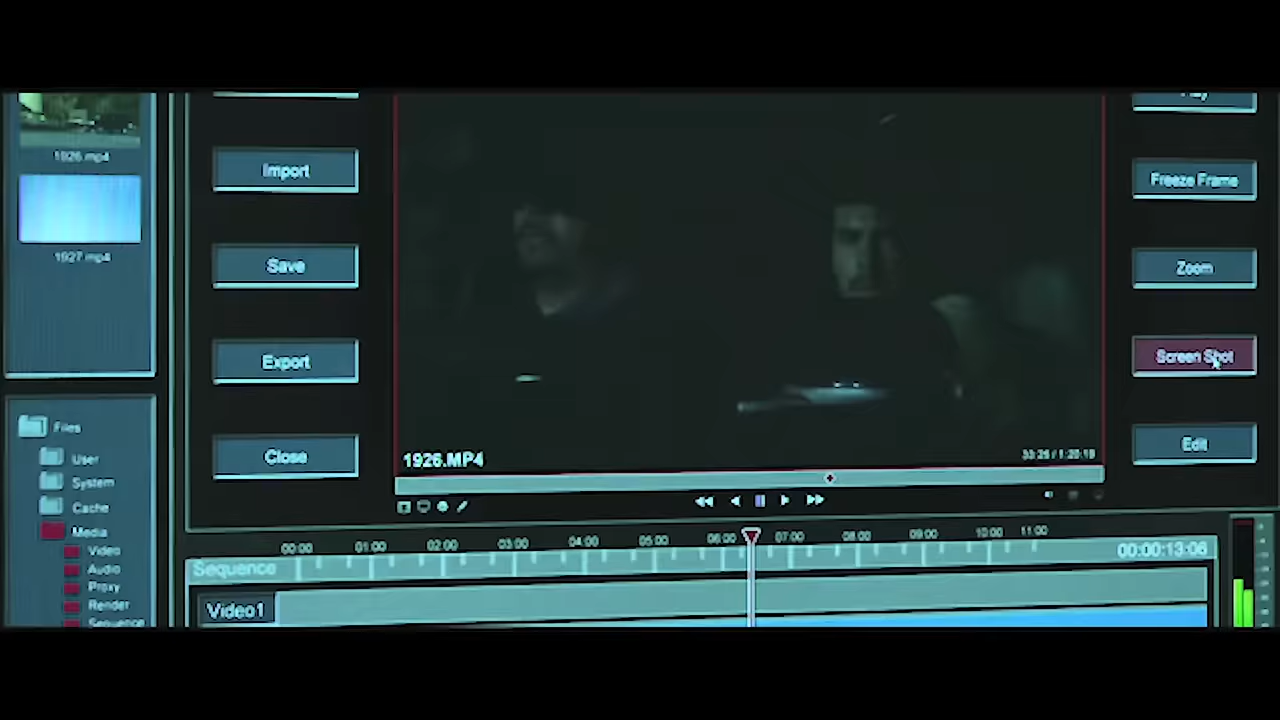 1926.mp4
1927.mp4
Import
Save
Export
Close
Play
Freeze Frame
Zoom
Screen Shot
Edit
1926.MP4
Files
User
System
Cache
Media
Video
Audio
Proxy
Render
Sequence
00:00 01:00 02:00 03:00 04:00 05:00 06:00 07:00 08:00 09:00 10:00 11:00
Sequence
00:00:13:06
Video1